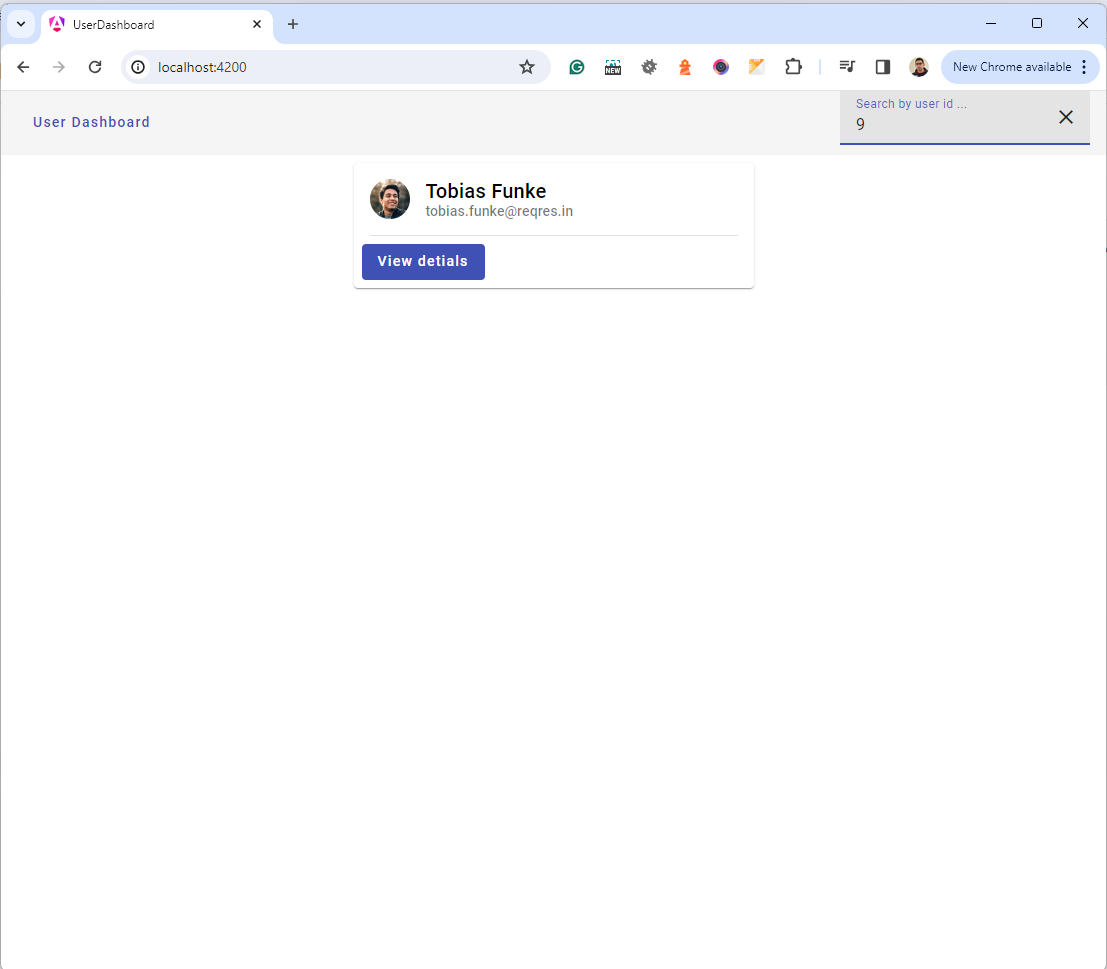 UserDashboard
localhost:4200
NEW
New Chrome available
User Dashboard
Search by user id ...
9
Tobias Funke
tobias.funke@reqres.in
View detials